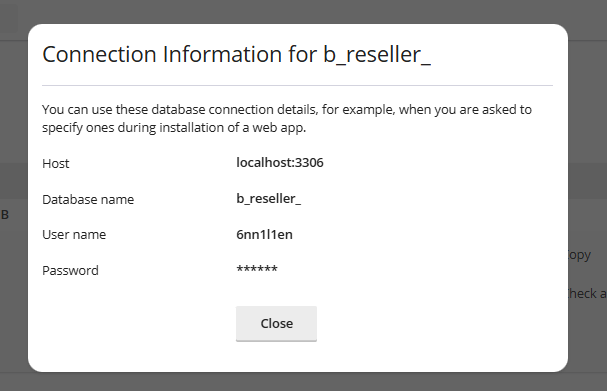 Connection Information for b_reseller_
You can use these database connection details, for example, when you are asked to
specify ones during installation of a web app.
Host localhost:3306
Database name b_reseller_
B
User name 6nn1l1en
opy
Password ******
heck a
Close